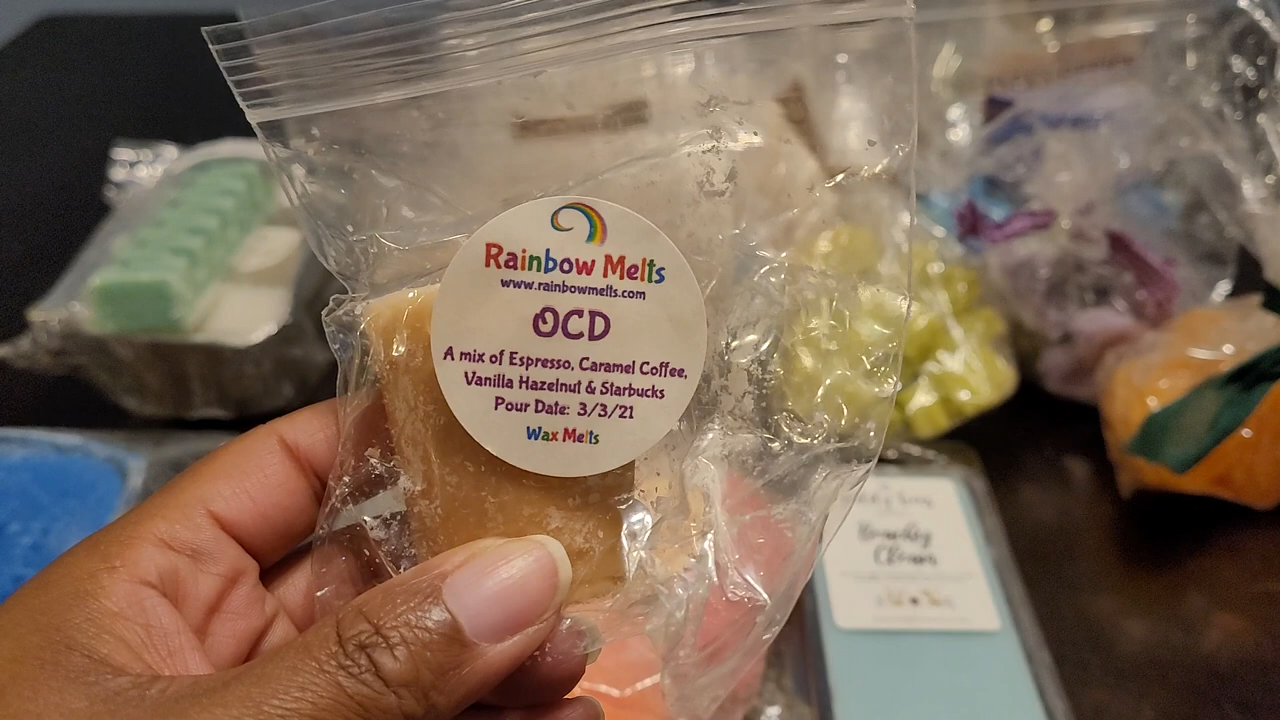 Rainbow Melts
www.rainbowmelts.com
OCD
A mix of Espresso, Caramel Coffee,
Vanilla Hazelnut & Starbucks
Pour Date: 3/3/21
Wax Melts